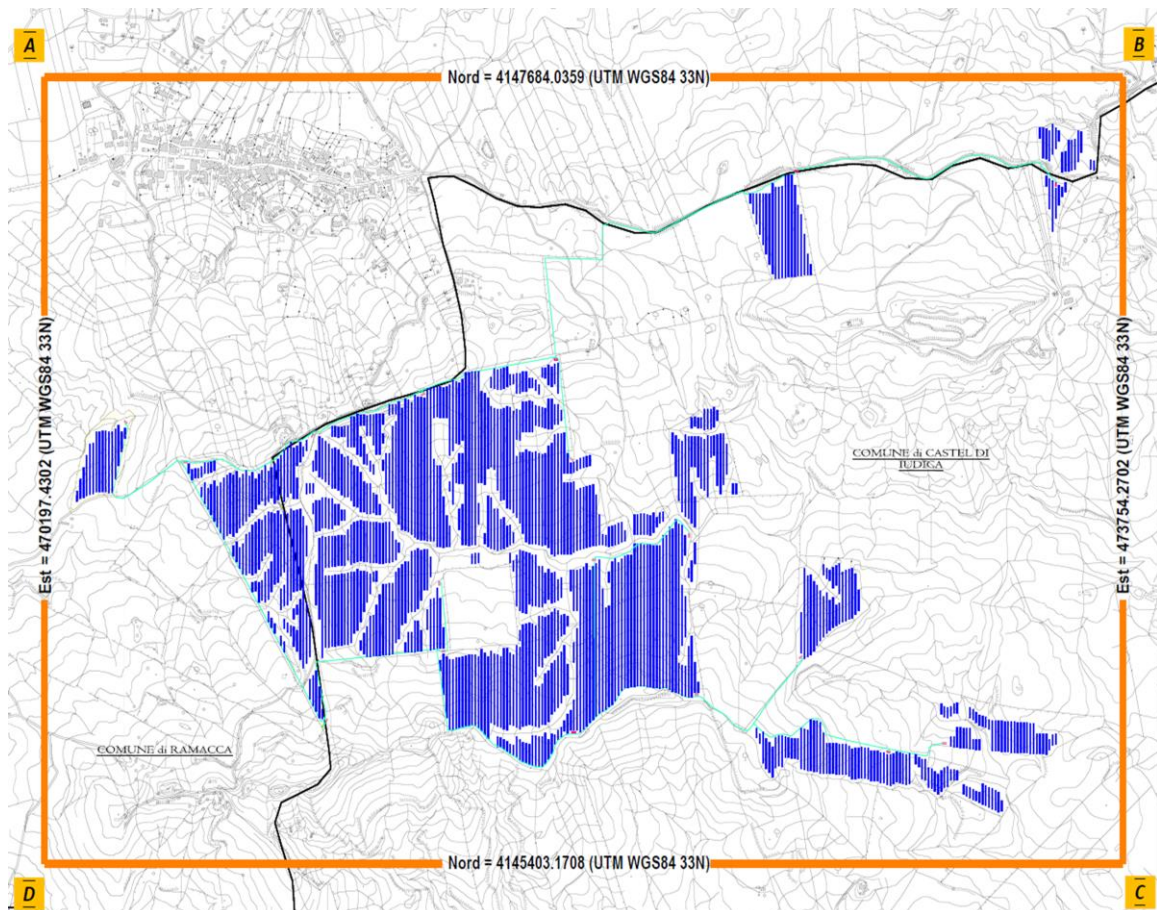 A
B
Nord = 4147684.0359 (UTM WGS84 33N)
Est = 470197.4302 (UTM WGS84 33N)
Est = 473754.2702 (UTM WGS84 33N)
COMUNE di CASTEL DI
IUDICA
COMUNE di RAMACCA
Nord = 4145403.1708 (UTM WGS84 33N)
D
C